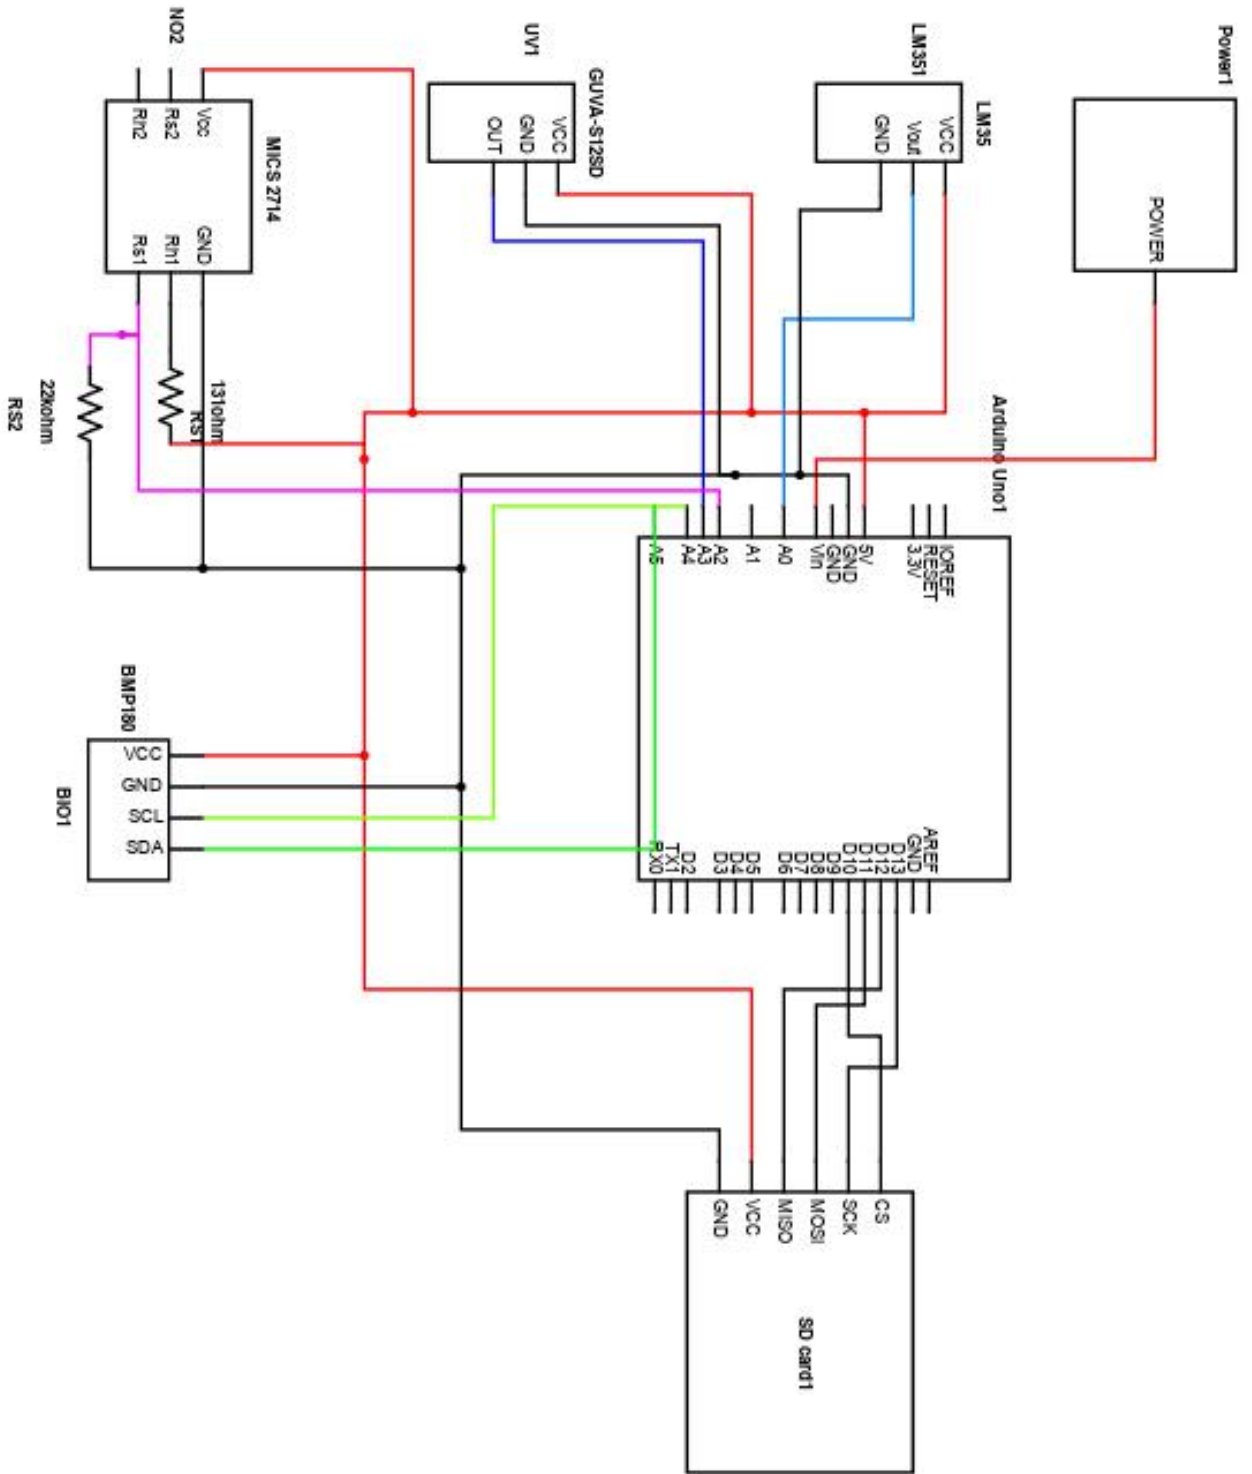 Power1
POWER
LM351
LM35
VCC
Vout
GND
UV1
GUVA-S12SD
VCC
GND
OUT
NO2
MICS 2714
Vcc
Rs2
Rh2
GND
Rh1
Rs1
131ohm
RS1
22kohm
RS2
Arduino Uno1
IOREF
RESET
3.3V
5V
GND
GND
Vin
A0
A1
A2
A3
A4
A5
AREF
GND
D13
D12
D11
D10
D9
D8
D7
D6
D5
D4
D3
D2
TX1
RX0
BMP180
BIO1
VCC
GND
SCL
SDA
CS
SCK
MOSI
MISO
VCC
GND
SD card1